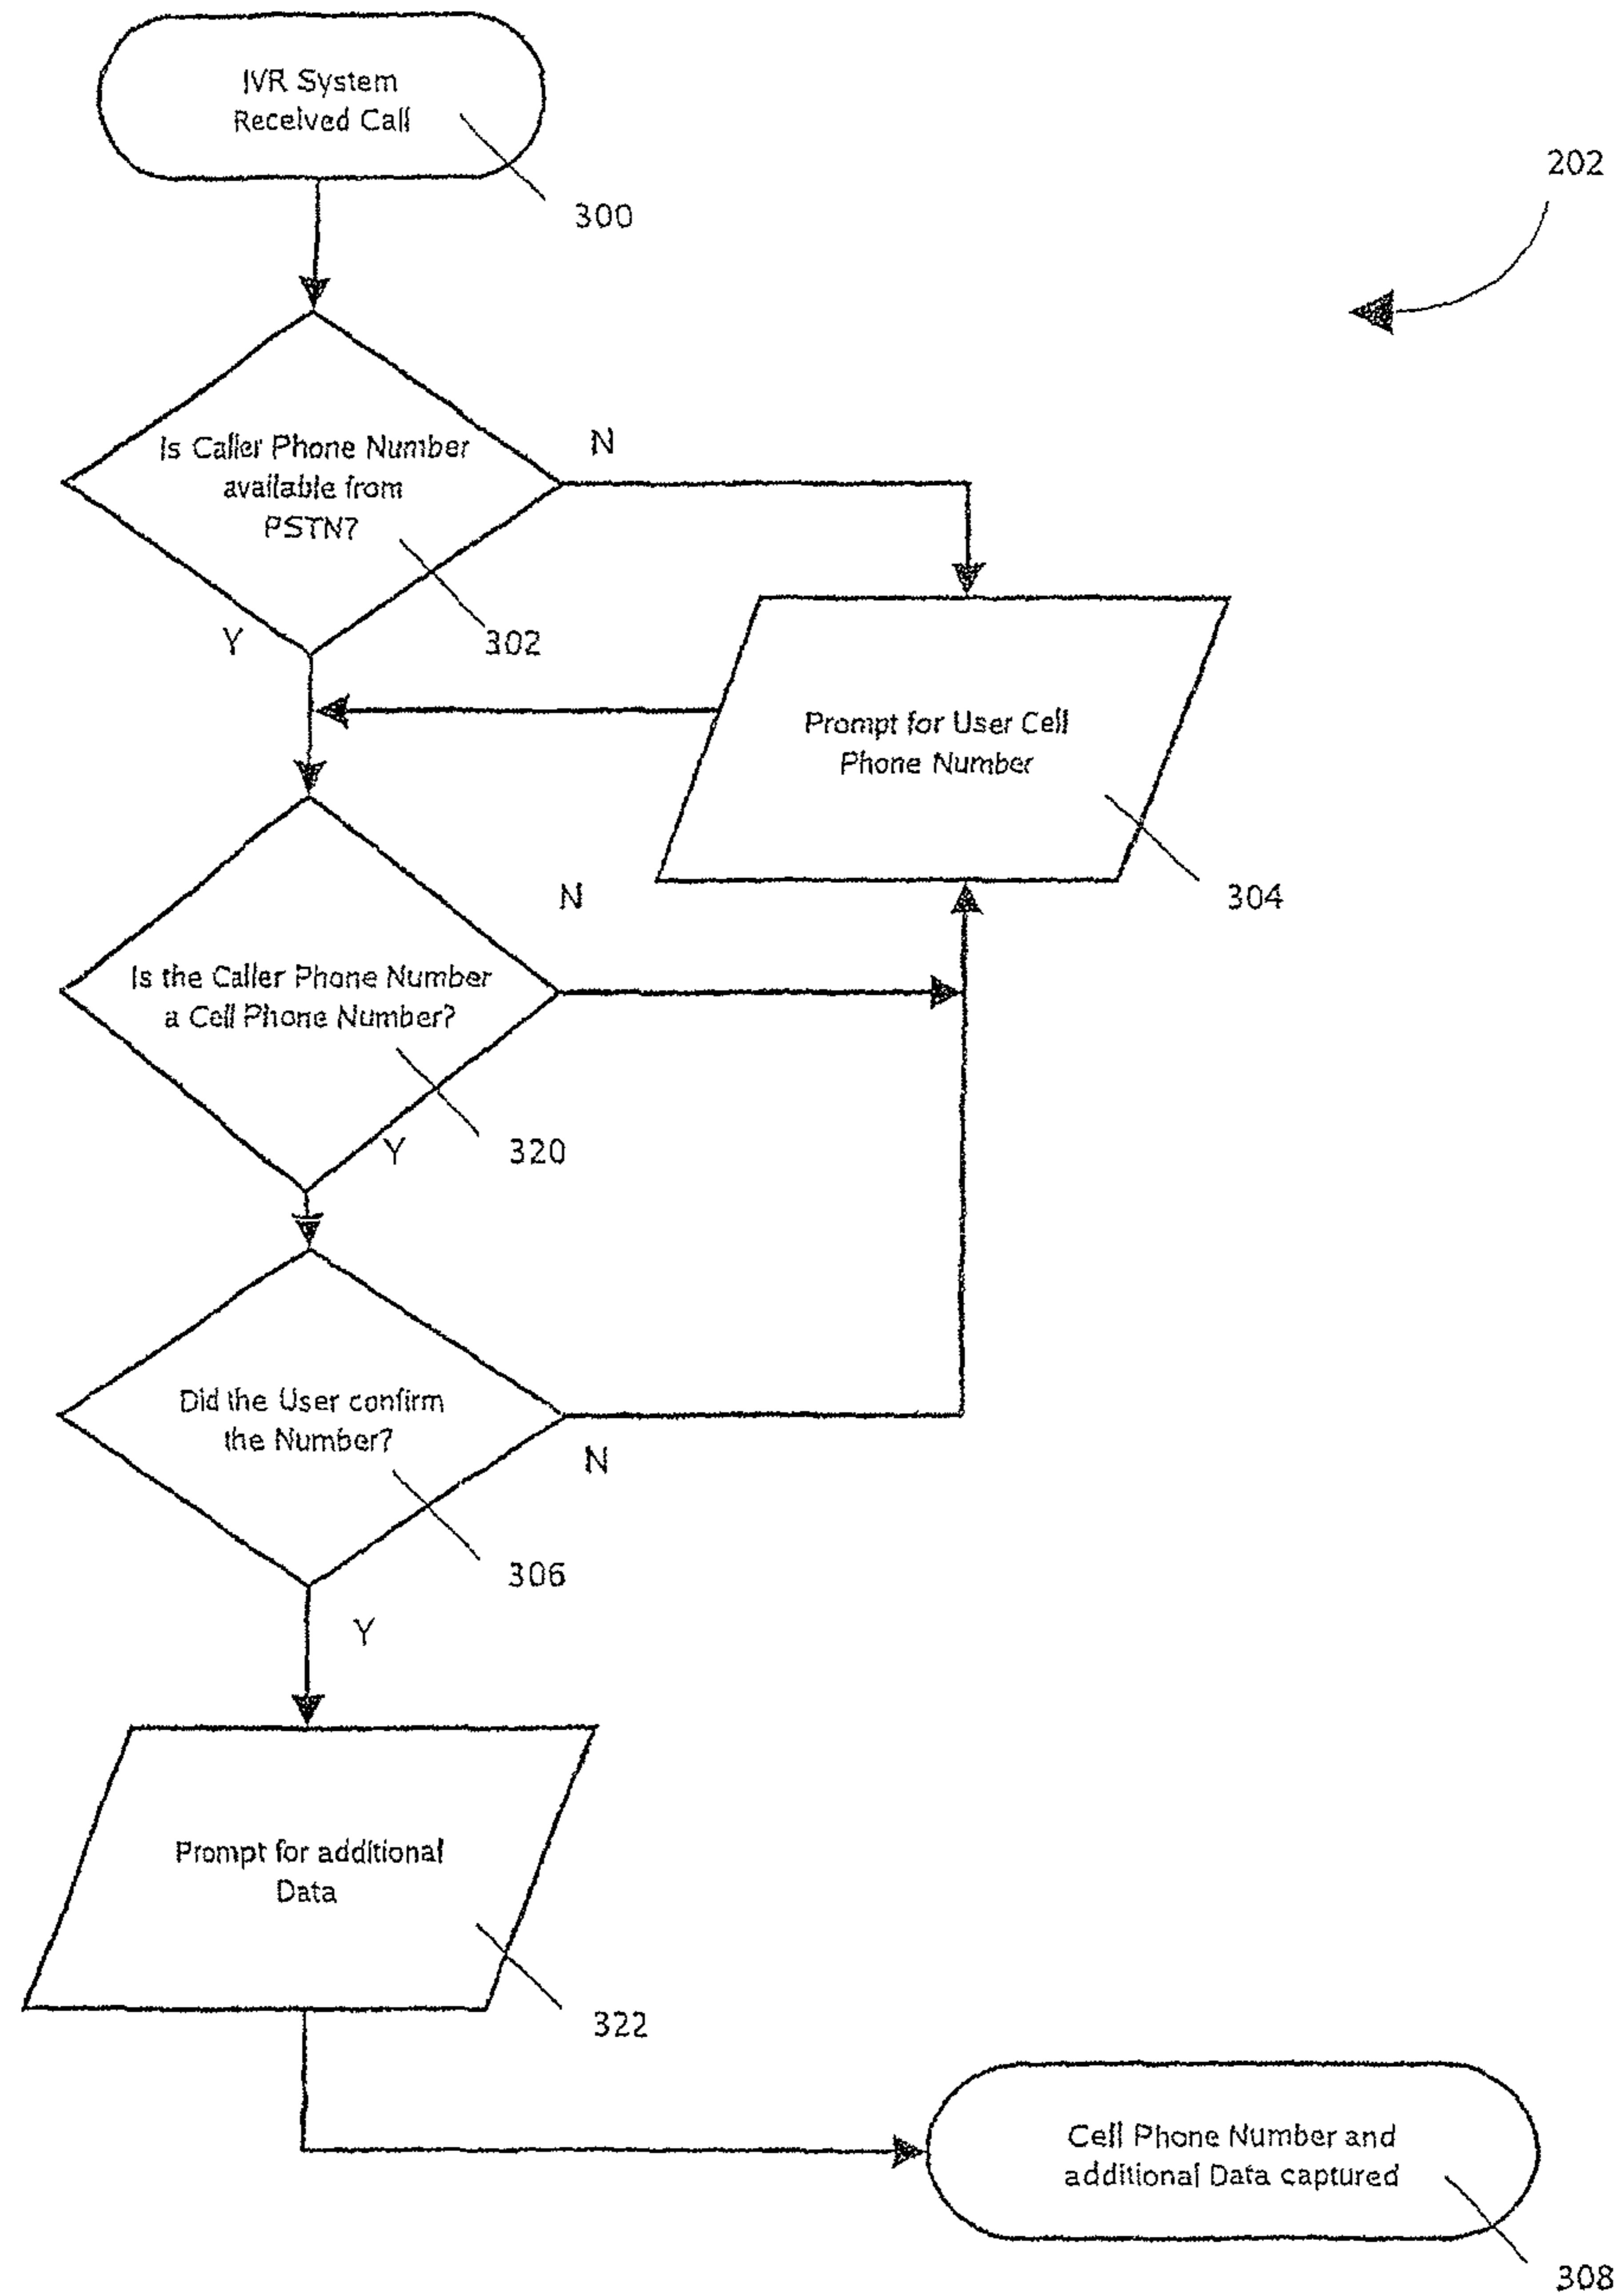 IVR System
Received Call
300
202
Is Caller Phone Number
available from
PSTN?
N
Y
302
Prompt for User Cell
Phone Number
304
N
Is the Caller Phone Number
a Cell Phone Number?
Y
320
Did the User confirm
the Number?
N
306
Y
Prompt for additional
Data
322
Cell Phone Number and
additional Data captured
308